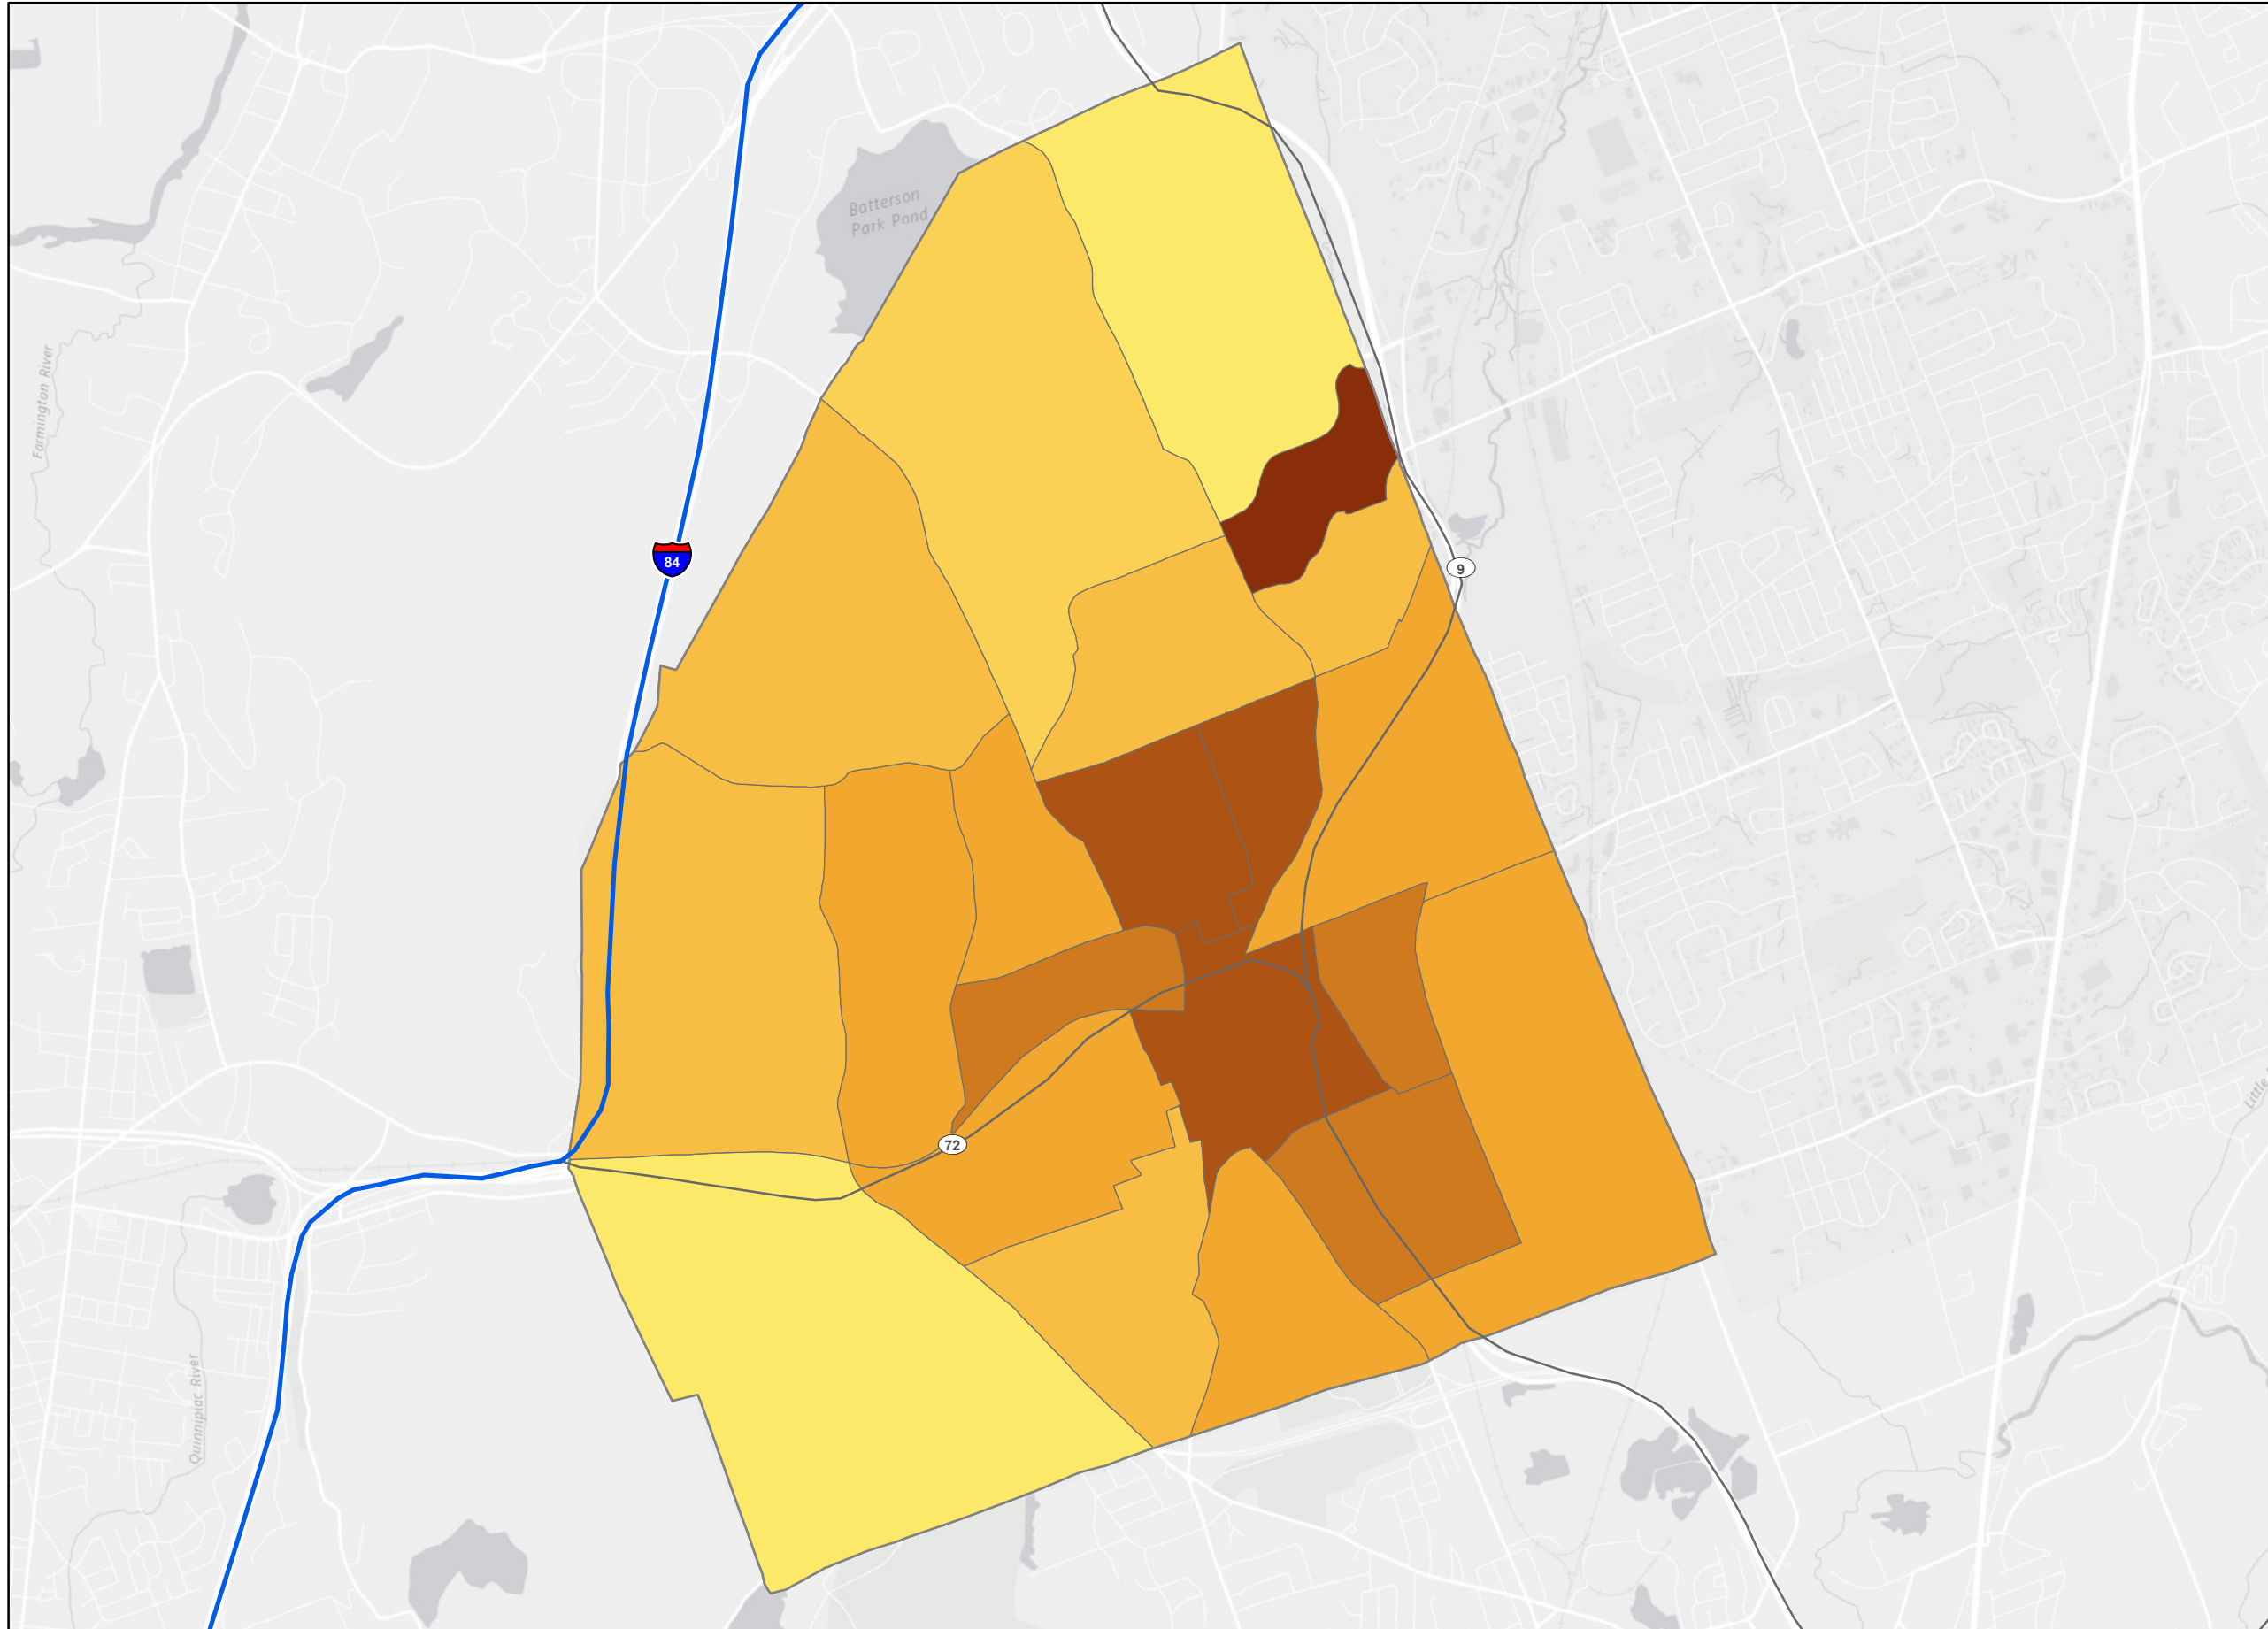 Batterson
Park Pond
Farmington River
84
9
72
Quinnipiac River
Little